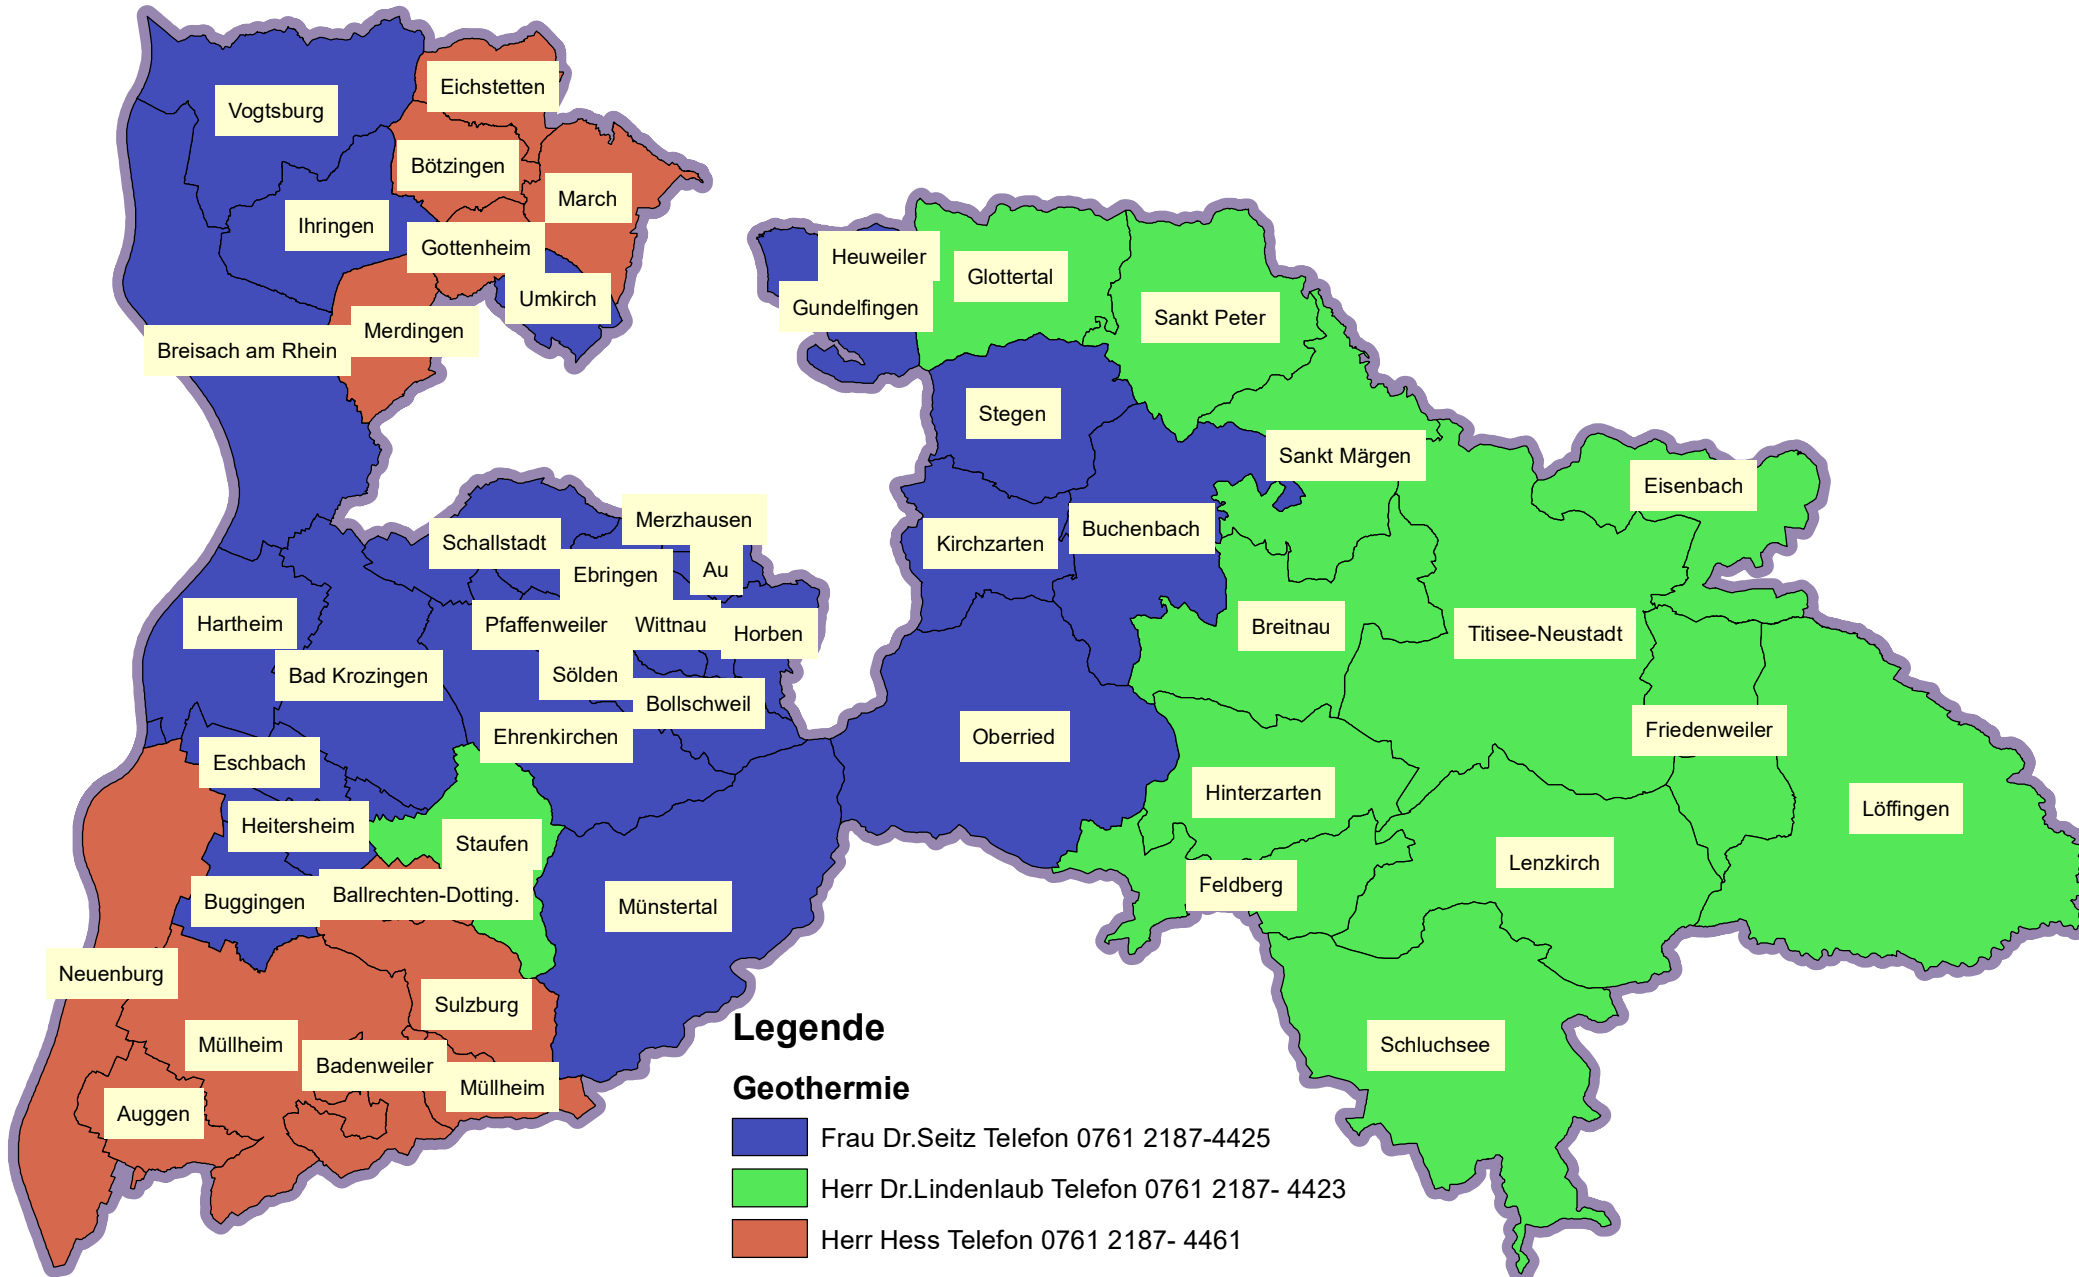 Eichstetten
Vogtsburg
Bötzingen
March
Ihringen
Gottenheim
Heuweiler
Glottertal
Umkirch
Gundelfingen
Sankt Peter
Merdingen
Breisach am Rhein
Stegen
Sankt Märgen
Eisenbach
Merzhausen
Schallstadt
Buchenbach
Kirchzarten
Au
Ebringen
Hartheim
Pfaffenweiler
Wittnau
Horben
Breitnau
Titisee-Neustadt
Bad Krozingen
Sölden
Bollschweil
Ehrenkirchen
Oberried
Friedenweiler
Eschbach
Hinterzarten
Löffingen
Heitersheim
Staufen
Lenzkirch
Feldberg
Ballrechten-Dotting.
Buggingen
Münstertal
Neuenburg
Sulzburg
Müllheim
Schluchsee
Badenweiler
Müllheim
Auggen
Legende
Geothermie
Frau Dr.Seitz Telefon 0761 2187-4425
Herr Dr.Lindenlaub Telefon 0761 2187- 4423
Herr Hess Telefon 0761 2187- 4461